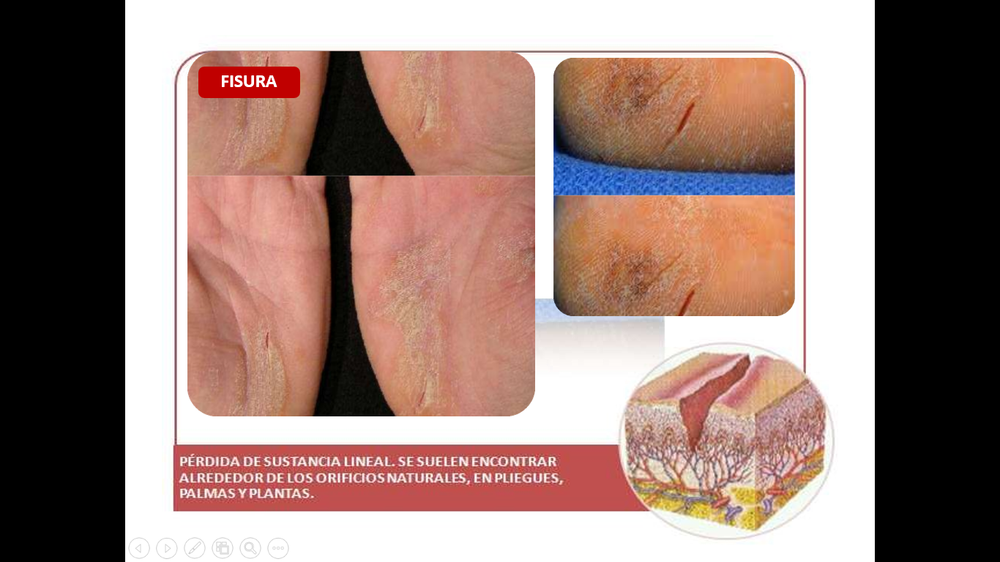 FISURA
PÉRDIDA DE SUSTANCIA LINEAL. SE SUELEN ENCONTRAR
ALREDEDOR DE LOS ORIFICIOS NATURALES, EN PLIEGUES,
PALMAS Y PLANTAS.